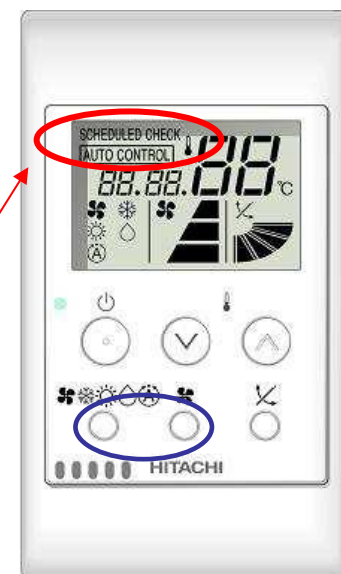 SCHEDULED CHECK
AUTO CONTROL
88.88. 88 °C
A
A
HITACHI